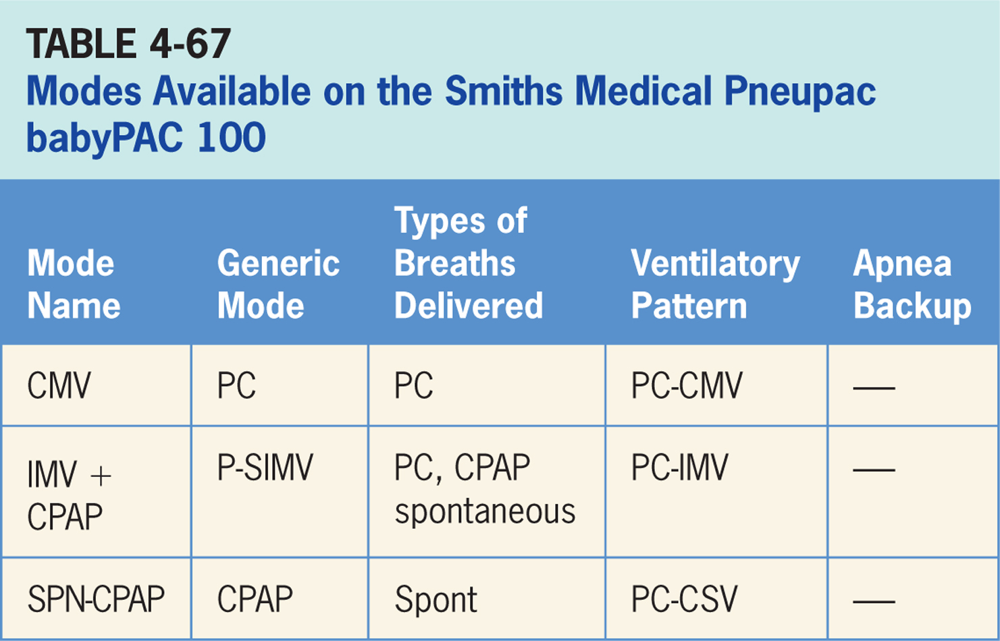 TABLE 4-67
Modes Available on the Smiths Medical Pneupac
babyPAC 100
Mode Name | Generic Mode | Types of Breaths Delivered | Ventilatory Pattern | Apnea Backup
CMV | PC | PC | PC-CMV | —
IMV + CPAP | P-SIMV | PC, CPAP spontaneous | PC-IMV | —
SPN-CPAP | CPAP | Spont | PC-CSV | —